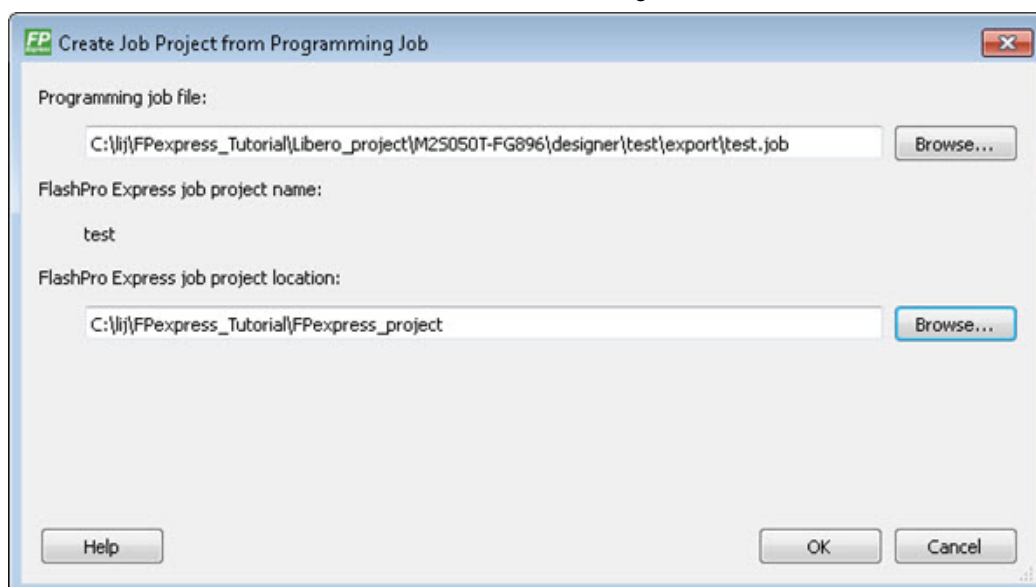 FP Express Create Job Project from Programming Job
Programming job file:
C:\lij\FPexpress_Tutorial\Libero_project\M2S050T-FG896\designer\test\export\test.job Browse...
FlashPro Express job project name:
test
FlashPro Express job project location:
C:\lij\FPexpress_Tutorial\FPexpress_project Browse...
Help OK Cancel